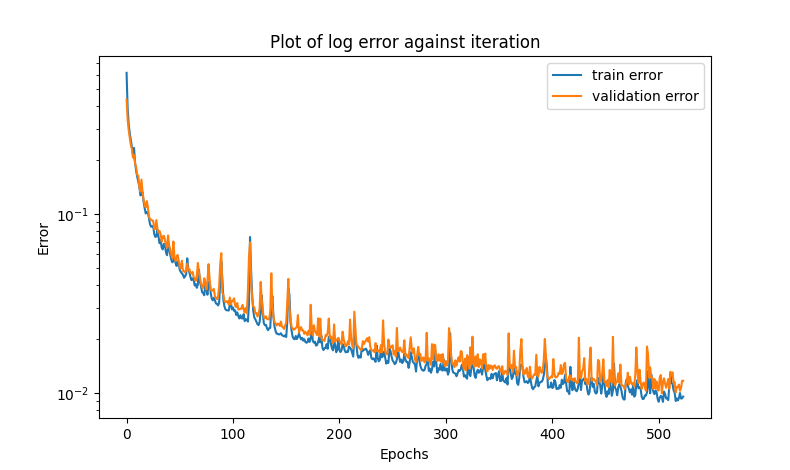 Plot of log error against iteration
train error
validation error
Error
10⁻¹
10⁻²
0 100 200 300 400 500
Epochs